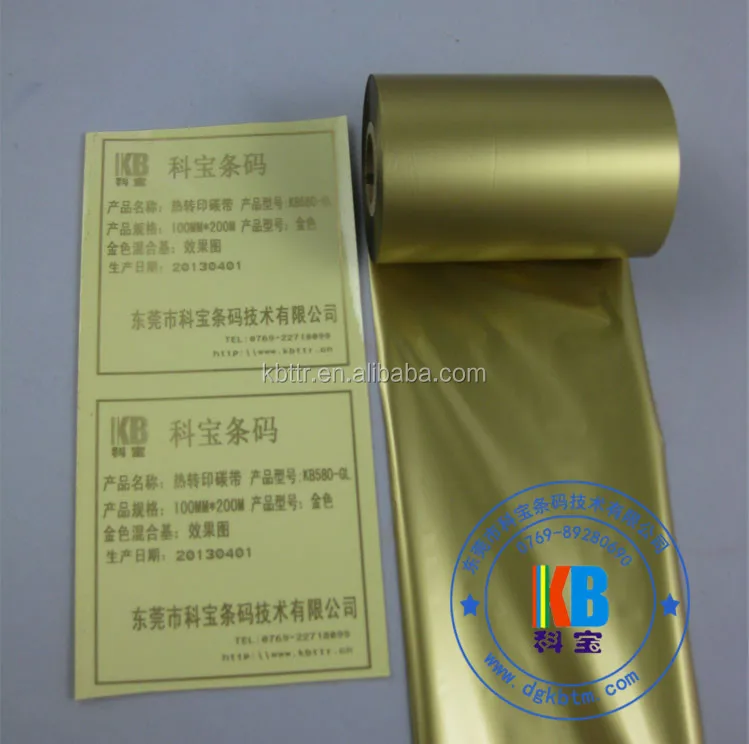 KB
科宝
科宝条码
产品名称：热转印碳带 产品型号:KB580-GL
产品规格：100MM*200M 产品型号：金色
金色混合基：效果图
生产日期：20130401
东莞市科宝条码技术有限公司
TEL:0769-22718099
http:\\www.kbttr.cn
KB
科宝
科宝条码
产品名称：热转印碳带 产品型号:KB580-GL
产品规格：100MM*200M 产品型号：金色
金色混合基：效果图
生产日期：20130401
东莞市科宝条码技术有限公司
TEL:0769-22718099
http:\\www.kbttr.cn
kbttr.en.alibaba.com
东莞市科宝条码技术有限公司
0769-89280690
KB
科宝
www.dgkbtm.com